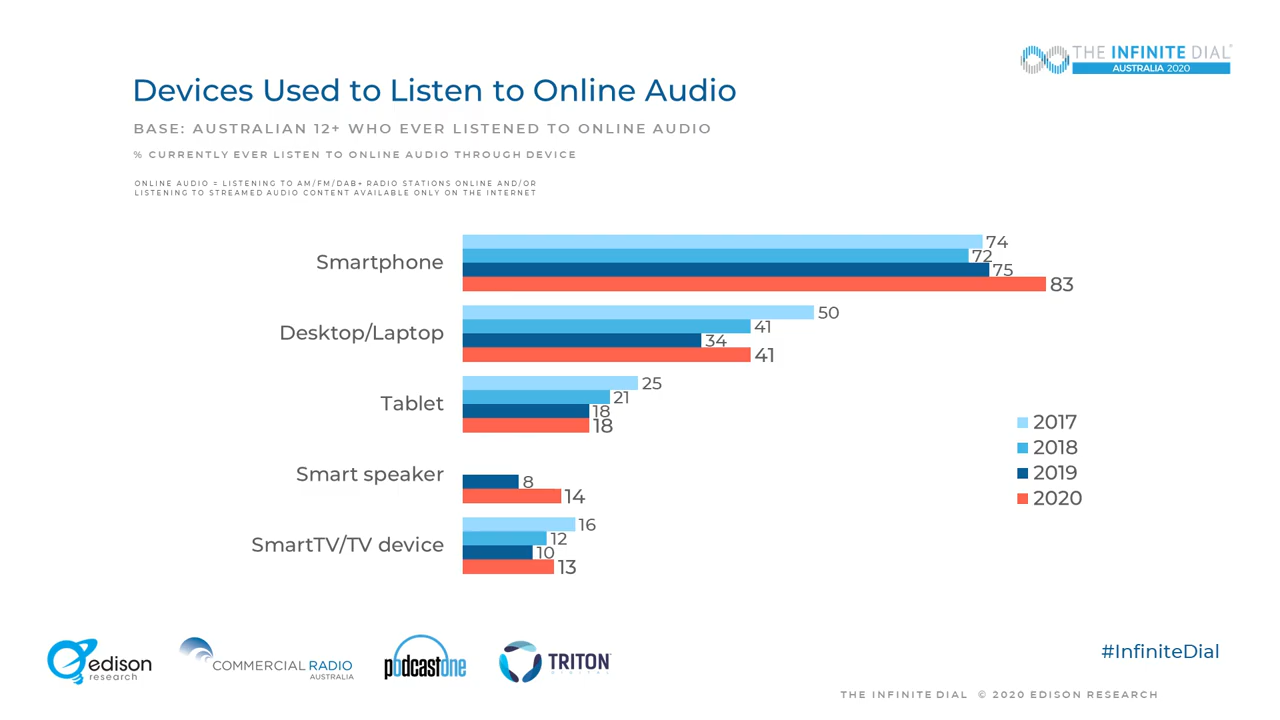 THE INFINITE DIAL®
AUSTRALIA 2020
Devices Used to Listen to Online Audio
BASE: AUSTRALIAN 12+ WHO EVER LISTENED TO ONLINE AUDIO
% CURRENTLY EVER LISTEN TO ONLINE AUDIO THROUGH DEVICE
ONLINE AUDIO = LISTENING TO AM/FM/DAB+ RADIO STATIONS ONLINE AND/OR
LISTENING TO STREAMED AUDIO CONTENT AVAILABLE ONLY ON THE INTERNET
Smartphone
74
72
75
83
Desktop/Laptop
50
41
34
41
Tablet
25
21
18
18
Smart speaker
8
14
SmartTV/TV device
16
12
10
13
2017
2018
2019
2020
edison
research
COMMERCIAL RADIO
AUSTRALIA
podcastone
TRITON
DIGITAL
#InfiniteDial
THE INFINITE DIAL © 2020 EDISON RESEARCH